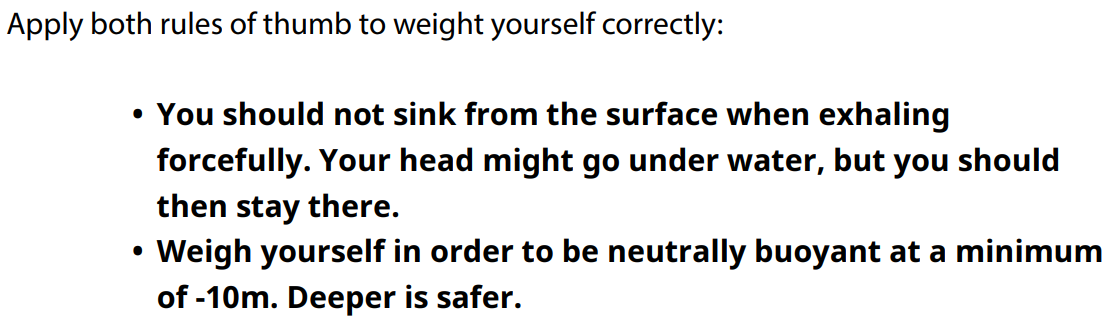 Apply both rules of thumb to weight yourself correctly:
• You should not sink from the surface when exhaling
forcefully. Your head might go under water, but you should
then stay there.
• Weigh yourself in order to be neutrally buoyant at a minimum
of -10m. Deeper is safer.